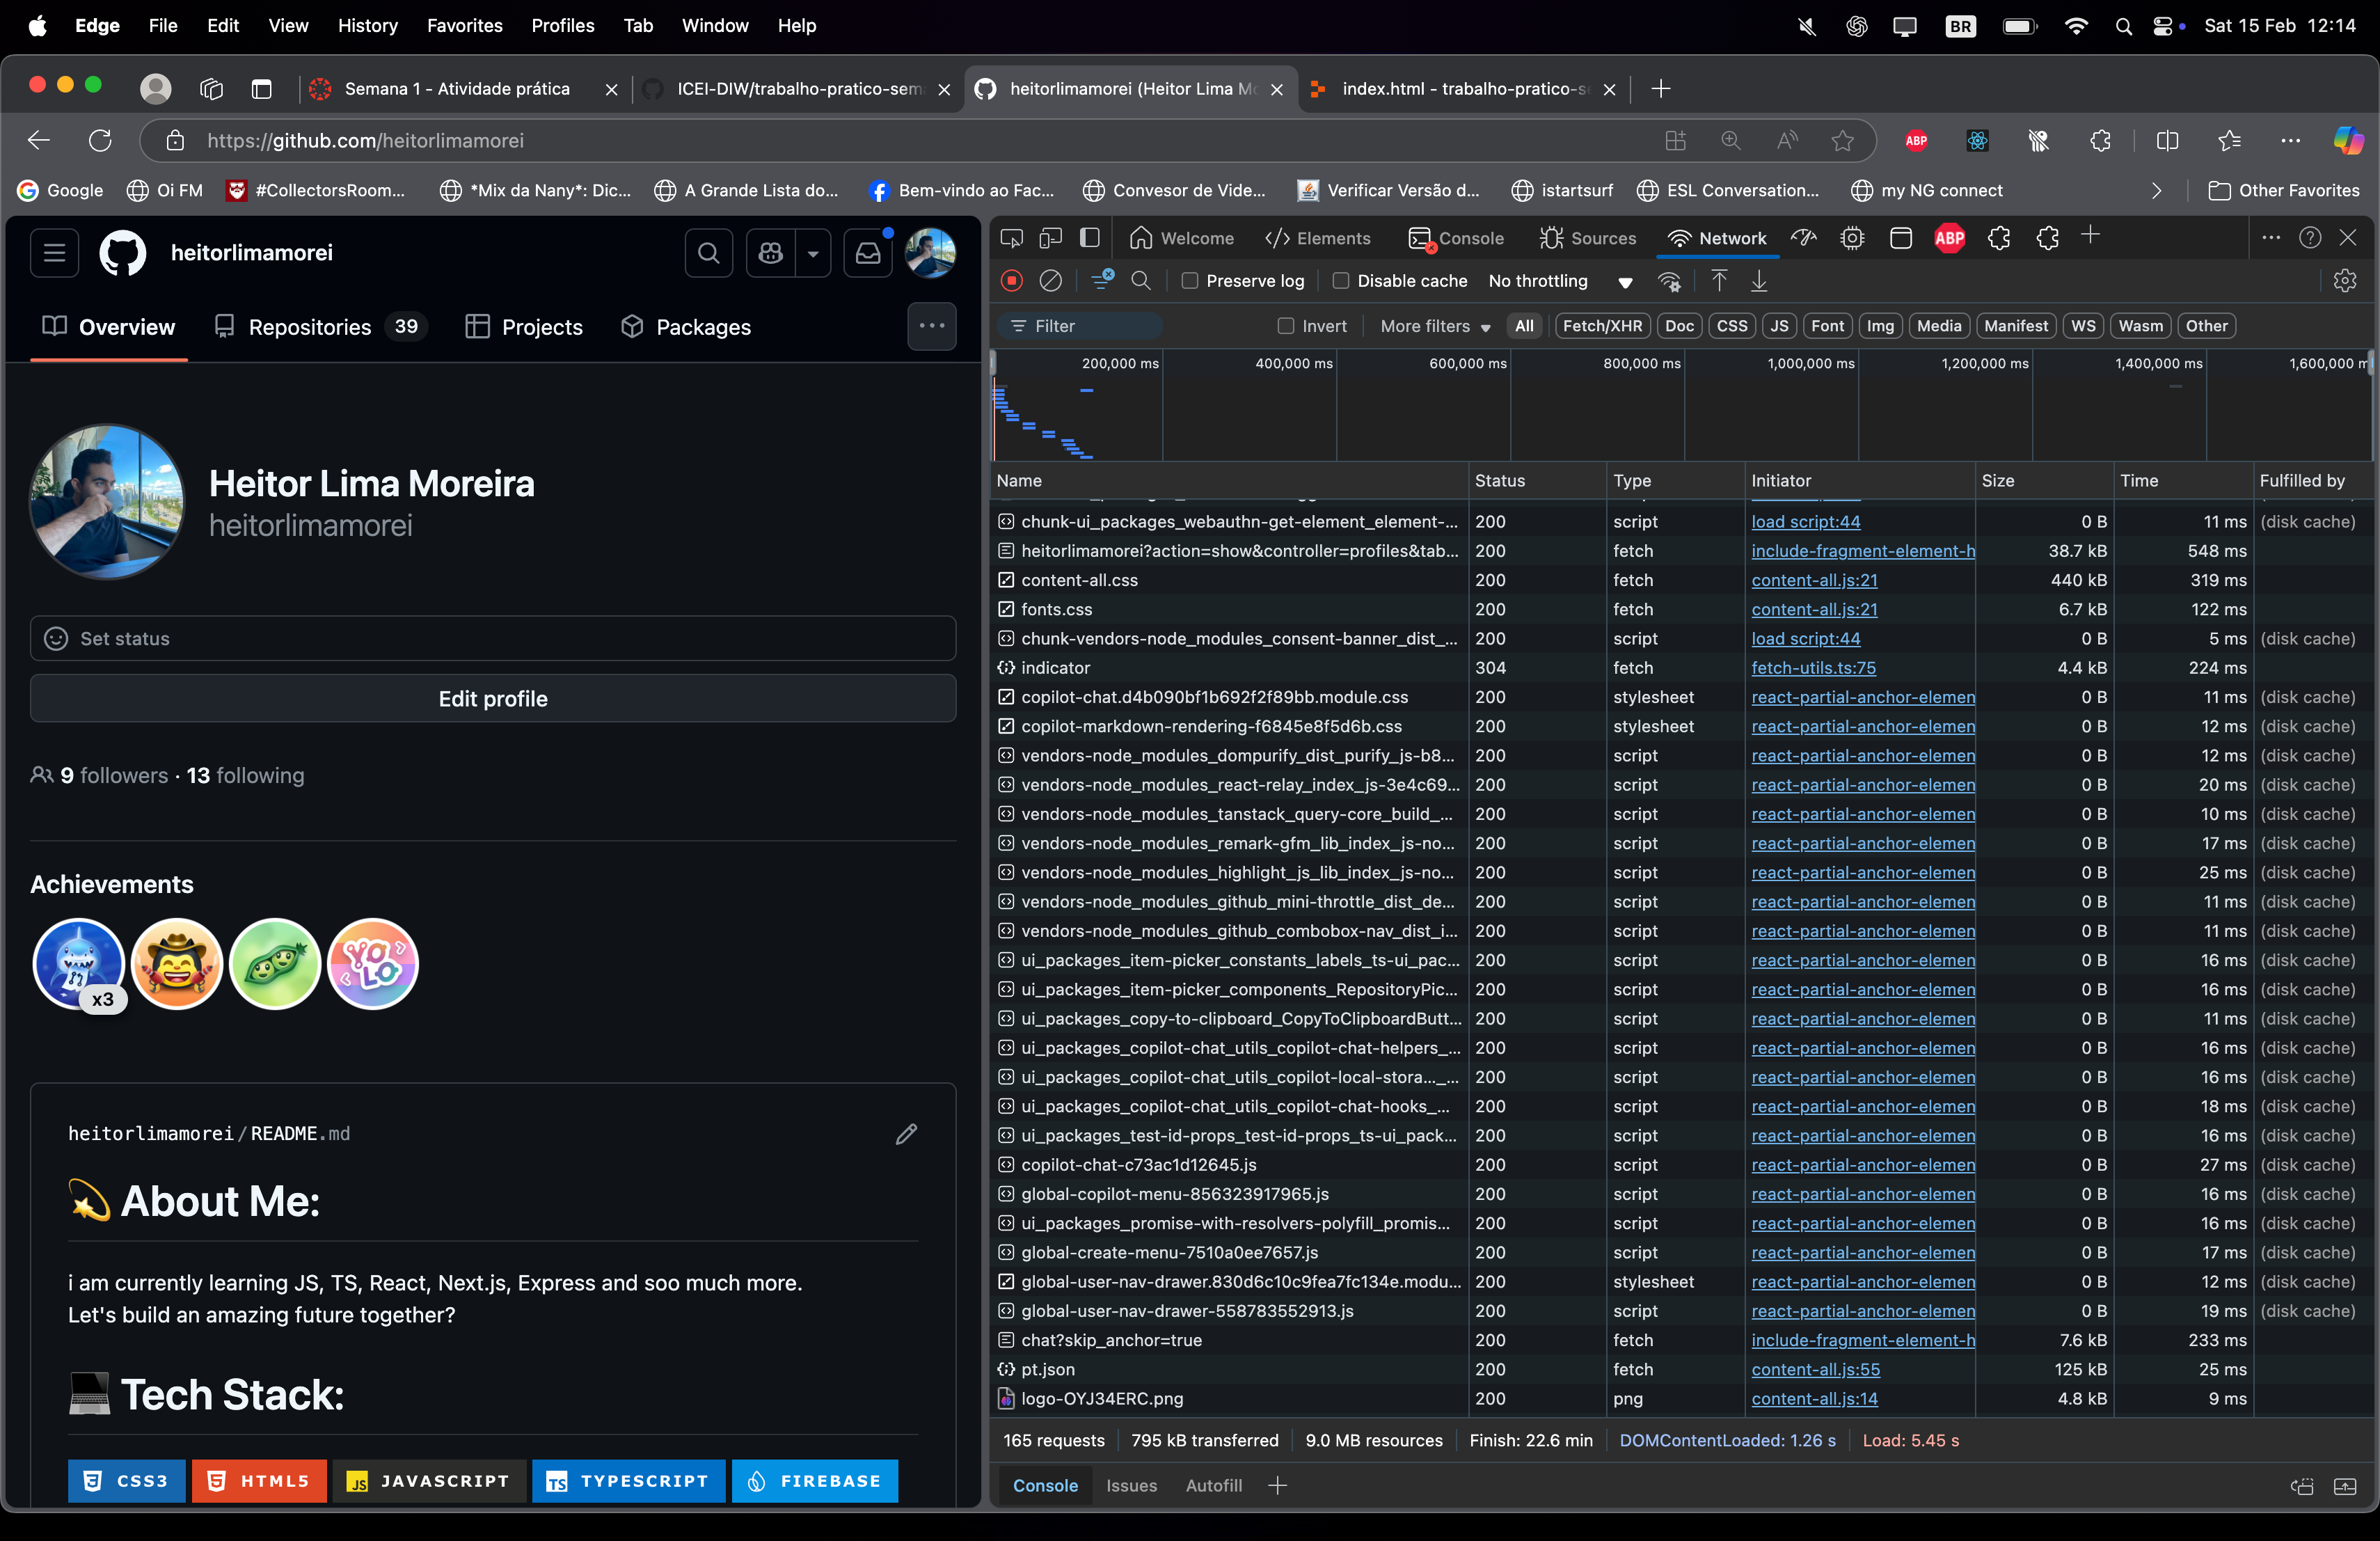 Edge File Edit View History Favorites Profiles Tab Window Help BR Sat 15 Feb 12:14
Semana 1 - Atividade prática ICEI-DIW/trabalho-pratico-sem heitorlimamorei (Heitor Lima Mo index.html - trabalho-pratico-se
https://github.com/heitorlimamorei ABP
Google Oi FM #CollectorsRoom... *Mix da Nany*: Dic... A Grande Lista do... Bem-vindo ao Fac... Convesor de Vide... Verificar Versão d... istartsurf ESL Conversation... my NG connect Other Favorites
heitorlimamorei
Overview Repositories 39 Projects Packages
Heitor Lima Moreira
heitorlimamorei
Set status
Edit profile
9 followers · 13 following
Achievements
YOLO
x3
heitorlimamorei/README.md
About Me:
i am currently learning JS, TS, React, Next.js, Express and soo much more.
Let's build an amazing future together?
Tech Stack:
CSS3 HTML5 JS JAVASCRIPT TS TYPESCRIPT FIREBASE
Welcome Elements Console Sources Network ABP
Preserve log Disable cache No throttling
Filter Invert More filters All Fetch/XHR Doc CSS JS Font Img Media Manifest WS Wasm Other
200,000 ms 400,000 ms 600,000 ms 800,000 ms 1,000,000 ms 1,200,000 ms 1,400,000 ms 1,600,000 m
Name Status Type Initiator Size Time Fulfilled by
chunk-ui_packages_webauthn-get-element_element-... 200 script load script:44 0 B 11 ms (disk cache)
heitorlimamorei?action=show&controller=profiles&tab... 200 fetch include-fragment-element-h 38.7 kB 548 ms
content-all.css 200 fetch content-all.js:21 440 kB 319 ms
fonts.css 200 fetch content-all.js:21 6.7 kB 122 ms
chunk-vendors-node_modules_consent-banner_dist_... 200 script load script:44 0 B 5 ms (disk cache)
indicator 304 fetch fetch-utils.ts:75 4.4 kB 224 ms
copilot-chat.d4b090bf1b692f2f89bb.module.css 200 stylesheet react-partial-anchor-elemen 0 B 11 ms (disk cache)
copilot-markdown-rendering-f6845e8f5d6b.css 200 stylesheet react-partial-anchor-elemen 0 B 12 ms (disk cache)
vendors-node_modules_dompurify_dist_purify_js-b8... 200 script react-partial-anchor-elemen 0 B 12 ms (disk cache)
vendors-node_modules_react-relay_index_js-3e4c69... 200 script react-partial-anchor-elemen 0 B 20 ms (disk cache)
vendors-node_modules_tanstack_query-core_build_... 200 script react-partial-anchor-elemen 0 B 10 ms (disk cache)
vendors-node_modules_remark-gfm_lib_index_js-no... 200 script react-partial-anchor-elemen 0 B 17 ms (disk cache)
vendors-node_modules_highlight_js_lib_index_js-no... 200 script react-partial-anchor-elemen 0 B 25 ms (disk cache)
vendors-node_modules_github_mini-throttle_dist_de... 200 script react-partial-anchor-elemen 0 B 11 ms (disk cache)
vendors-node_modules_github_combobox-nav_dist_i... 200 script react-partial-anchor-elemen 0 B 11 ms (disk cache)
ui_packages_item-picker_constants_labels_ts-ui_pac... 200 script react-partial-anchor-elemen 0 B 16 ms (disk cache)
ui_packages_item-picker_components_RepositoryPic... 200 script react-partial-anchor-elemen 0 B 16 ms (disk cache)
ui_packages_copy-to-clipboard_CopyToClipboardButt... 200 script react-partial-anchor-elemen 0 B 11 ms (disk cache)
ui_packages_copilot-chat_utils_copilot-chat-helpers_... 200 script react-partial-anchor-elemen 0 B 16 ms (disk cache)
ui_packages_copilot-chat_utils_copilot-local-stora..._... 200 script react-partial-anchor-elemen 0 B 16 ms (disk cache)
ui_packages_copilot-chat_utils_copilot-chat-hooks_... 200 script react-partial-anchor-elemen 0 B 18 ms (disk cache)
ui_packages_test-id-props_test-id-props_ts-ui_pack... 200 script react-partial-anchor-elemen 0 B 16 ms (disk cache)
copilot-chat-c73ac1d12645.js 200 script react-partial-anchor-elemen 0 B 27 ms (disk cache)
global-copilot-menu-856323917965.js 200 script react-partial-anchor-elemen 0 B 16 ms (disk cache)
ui_packages_promise-with-resolvers-polyfill_promis... 200 script react-partial-anchor-elemen 0 B 16 ms (disk cache)
global-create-menu-7510a0ee7657.js 200 script react-partial-anchor-elemen 0 B 17 ms (disk cache)
global-user-nav-drawer.830d6c10c9fea7fc134e.modu... 200 stylesheet react-partial-anchor-elemen 0 B 12 ms (disk cache)
global-user-nav-drawer-558783552913.js 200 script react-partial-anchor-elemen 0 B 19 ms (disk cache)
chat?skip_anchor=true 200 fetch include-fragment-element-h 7.6 kB 233 ms
pt.json 200 fetch content-all.js:55 125 kB 25 ms
logo-OYJ34ERC.png 200 png content-all.js:14 4.8 kB 9 ms
165 requests 795 kB transferred 9.0 MB resources Finish: 22.6 min DOMContentLoaded: 1.26 s Load: 5.45 s
Console Issues Autofill